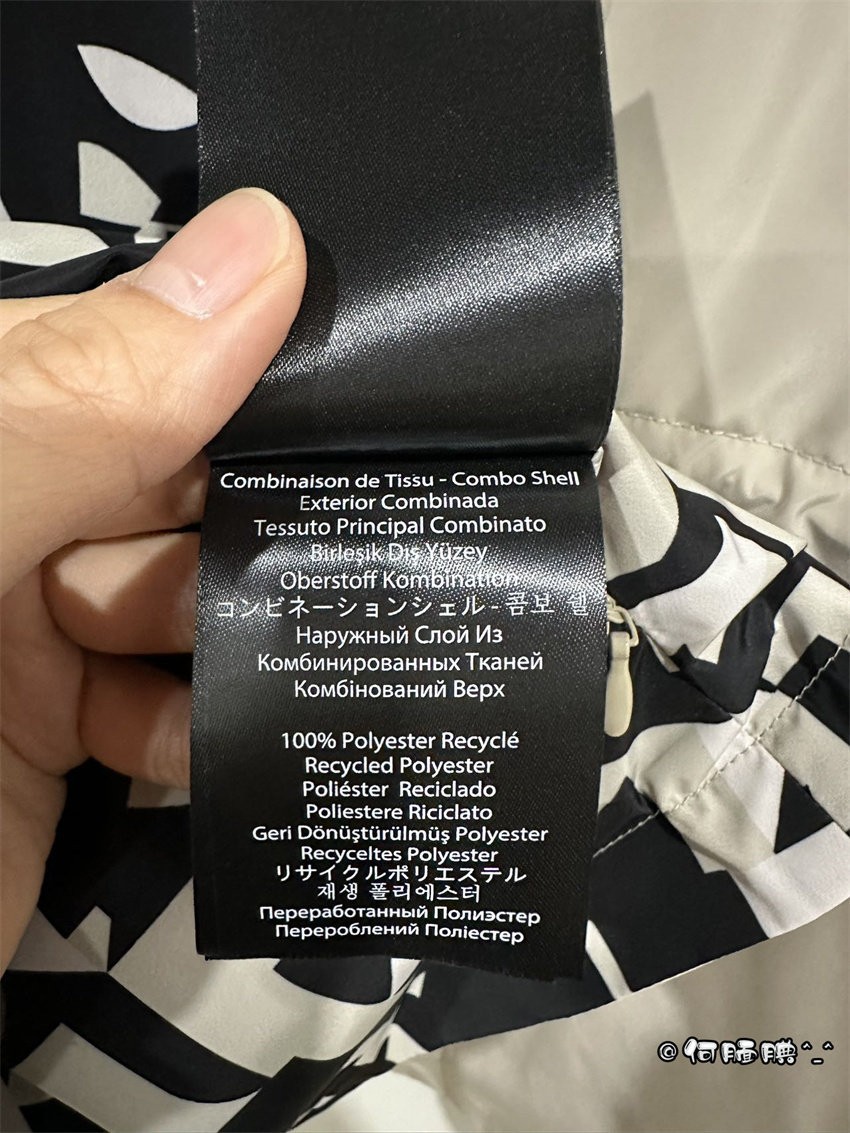 Combinaison de Tissu - Combo Shell
Exterior Combinada
Tessuto Principal Combinato
Birleşik Dış Yüzey
Oberstoff Kombination
コンビネーションシェル - 콤보 쉘
Наружный Слой Из
Комбинированных Тканей
Комбінований Верх
100% Polyester Recyclé
Recycled Polyester
Poliéster Reciclado
Poliestere Riciclato
Geri Dönüştürülmüş Polyester
Recyceltes Polyester
リサイクルポリエステル
재생 폴리에스터
Переработанный Полиэстер
Перероблений Поліестер
@何腼腆^_^